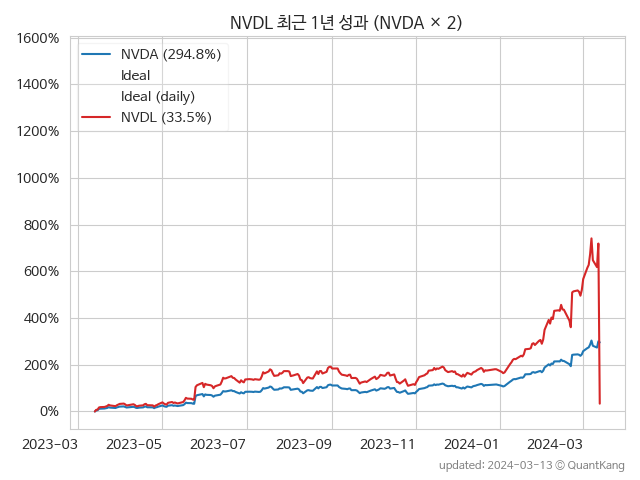 NVDL 최근 1년 성과 (NVDA × 2)
1600%
1400%
1200%
1000%
800%
600%
400%
200%
0%
NVDA (294.8%)
Ideal
Ideal (daily)
NVDL (33.5%)
2023-03
2023-05
2023-07
2023-09
2023-11
2024-01
2024-03
updated: 2024-03-13 ⓒ QuantKang